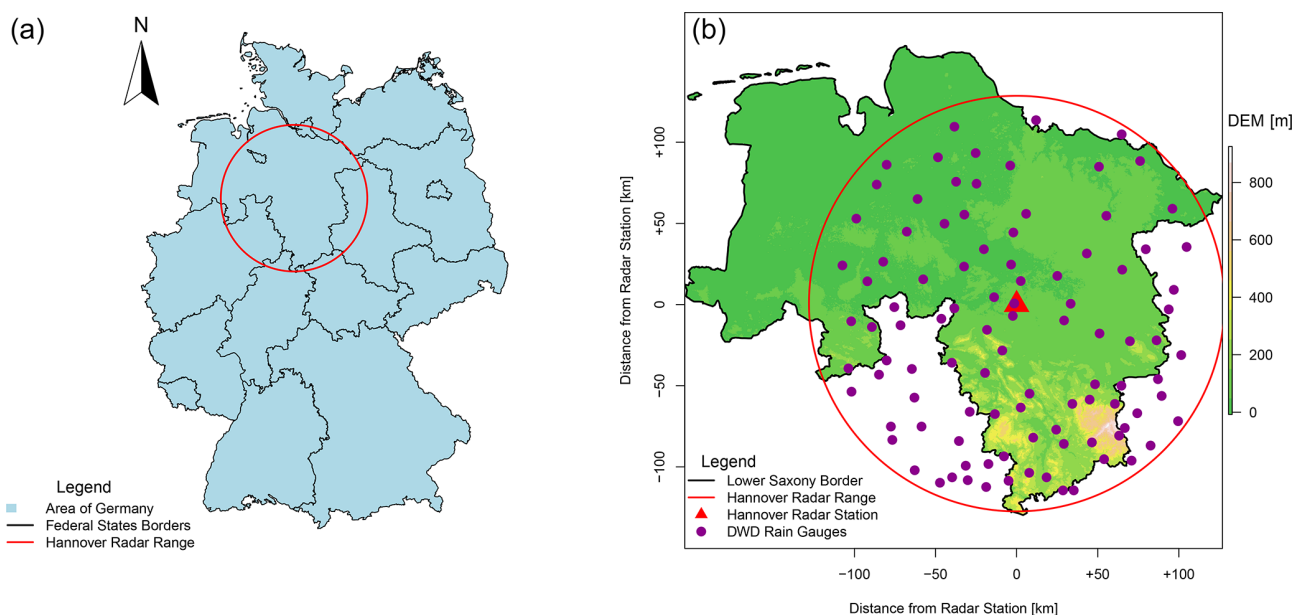 (a)
N
Legend
Area of Germany
Federal States Borders
Hannover Radar Range
(b)
DEM [m]
800
600
400
200
0
Distance from Radar Station [km]
+100
+50
0
−50
−100
Legend
Lower Saxony Border
Hannover Radar Range
Hannover Radar Station
DWD Rain Gauges
−100 −50 0 +50 +100
Distance from Radar Station [km]